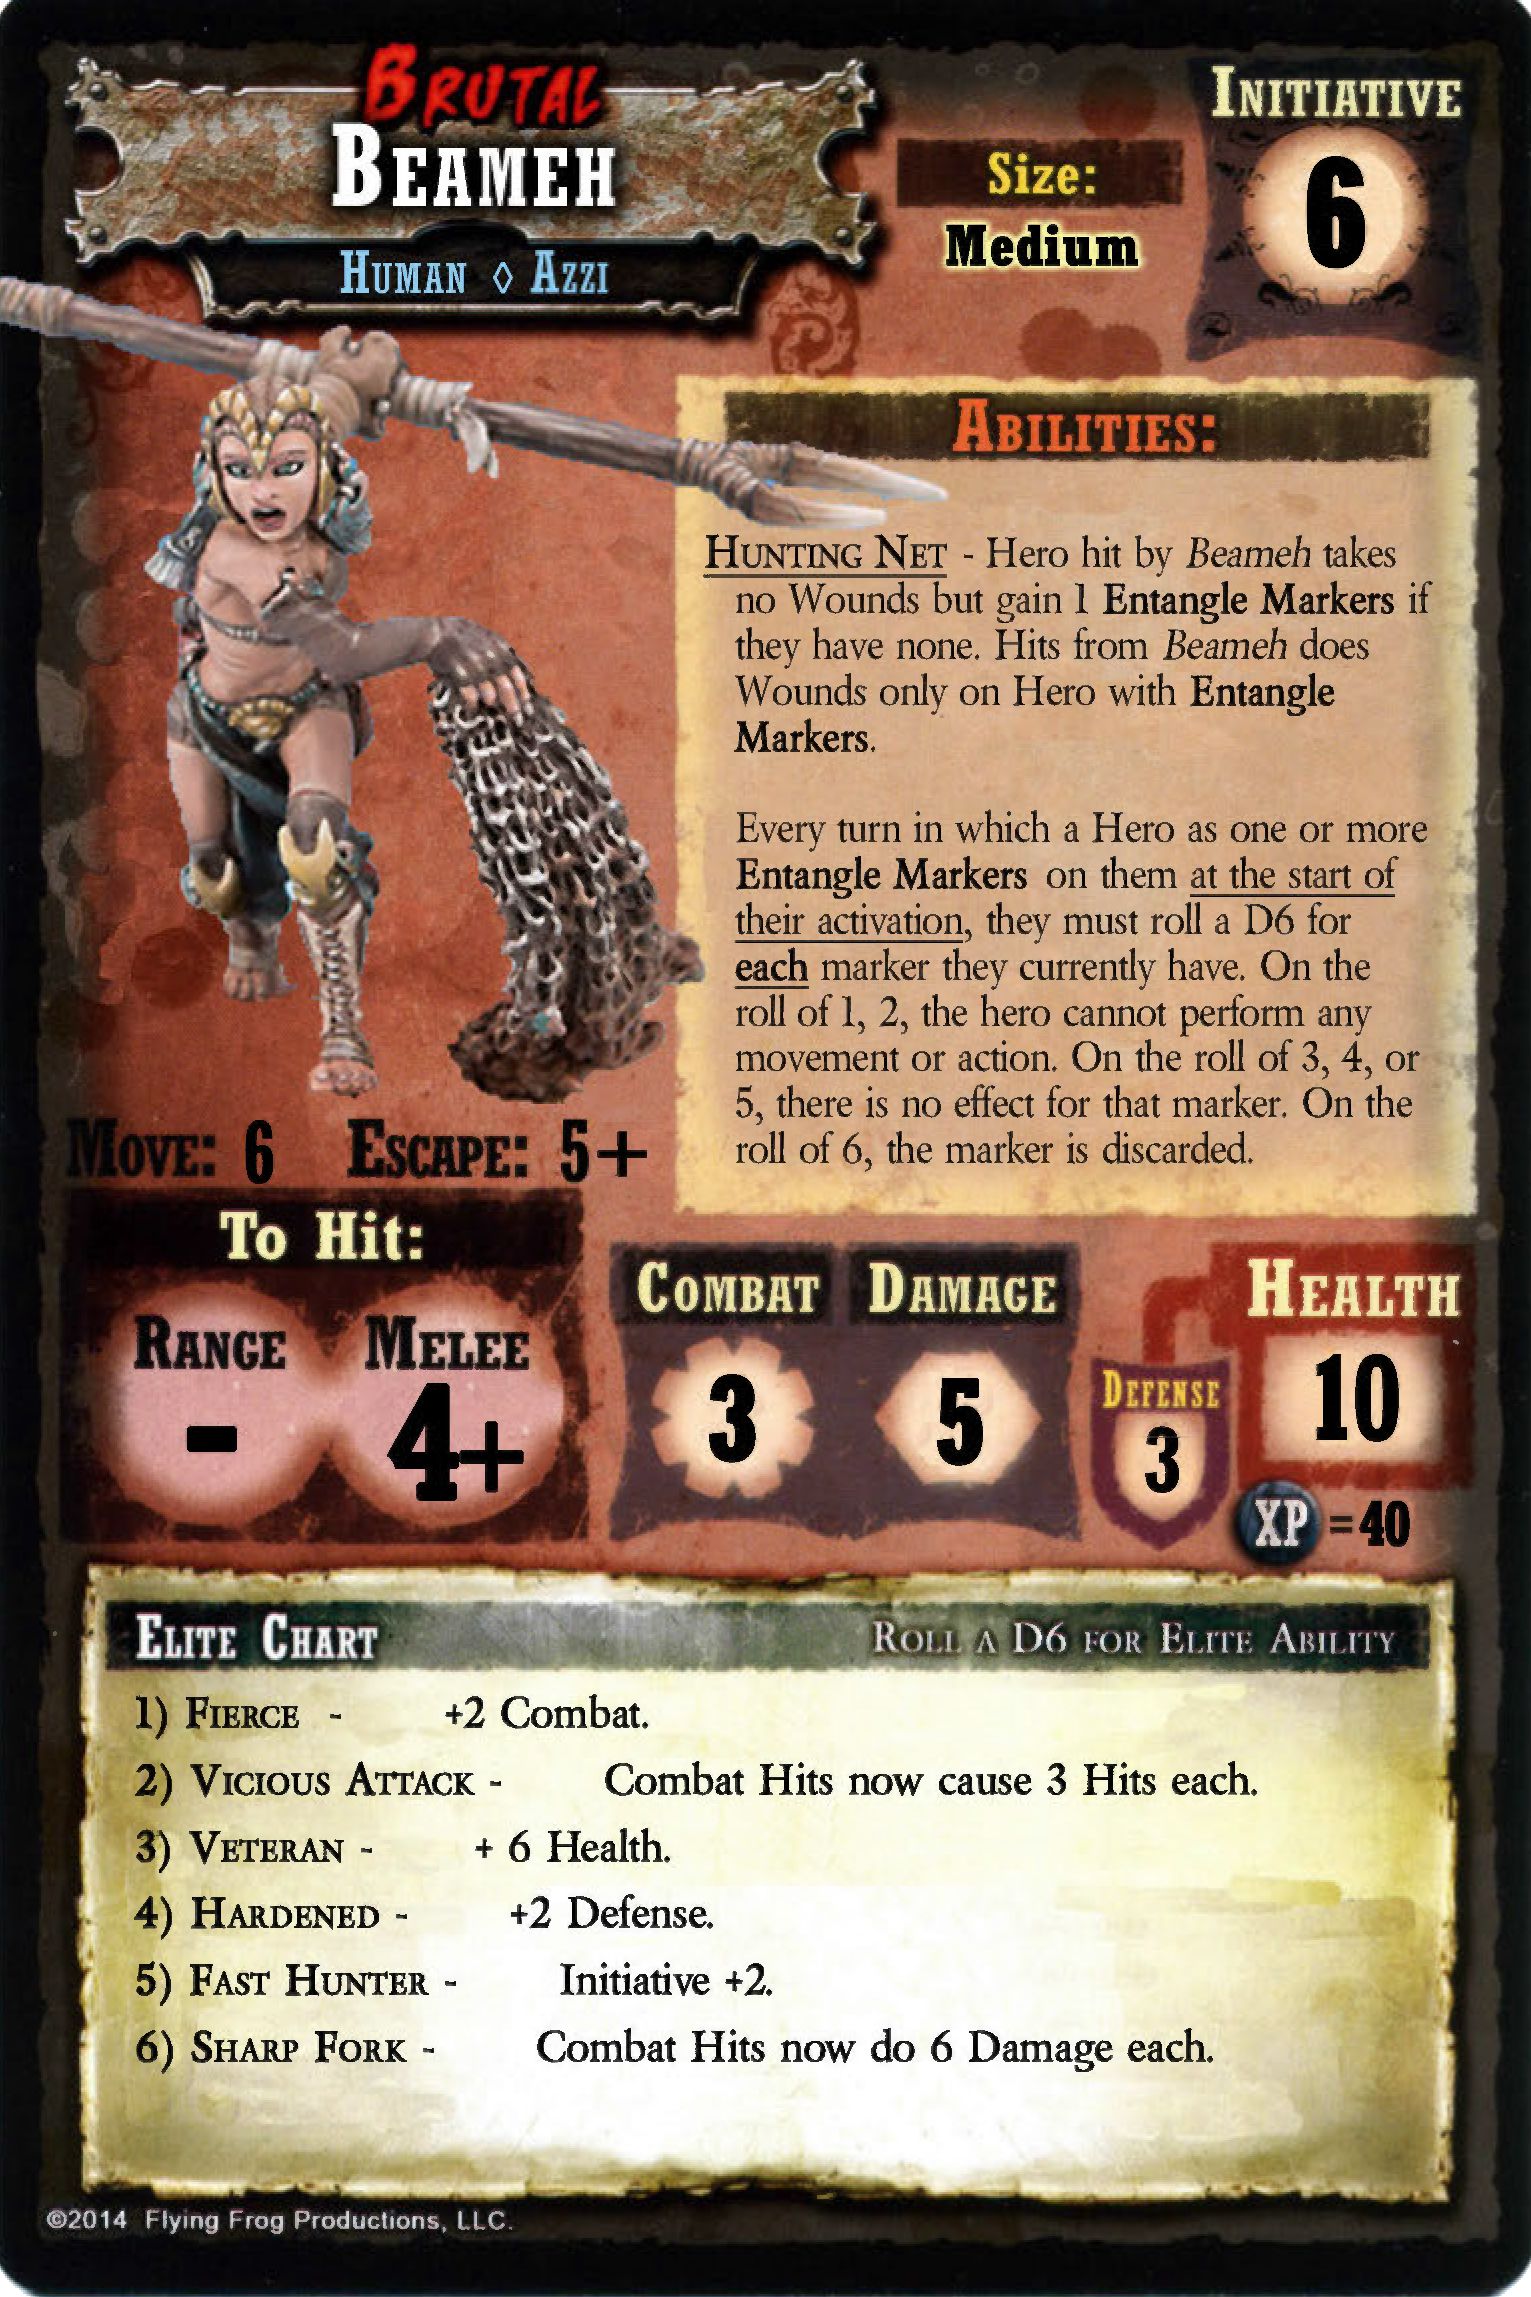 BRUTAL
BEAMEH
HUMAN ◊ AZZI
Size:
Medium
INITIATIVE
6
ABILITIES:
HUNTING NET - Hero hit by Beameh takes
no Wounds but gain 1 Entangle Markers if
they have none. Hits from Beameh does
Wounds only on Hero with Entangle
Markers.
Every turn in which a Hero as one or more
Entangle Markers on them at the start of
their activation, they must roll a D6 for
each marker they currently have. On the
roll of 1, 2, the hero cannot perform any
movement or action. On the roll of 3, 4, or
5, there is no effect for that marker. On the
roll of 6, the marker is discarded.
MOVE: 6 ESCAPE: 5+
To Hit:
RANGE MELEE
- 4+
COMBAT
3
DAMAGE
5
DEFENSE
3
HEALTH
10
XP =40
ELITE CHART ROLL A D6 FOR ELITE ABILITY
1) FIERCE - +2 Combat.
2) VICIOUS ATTACK - Combat Hits now cause 3 Hits each.
3) VETERAN - + 6 Health.
4) HARDENED - +2 Defense.
5) FAST HUNTER - Initiative +2.
6) SHARP FORK - Combat Hits now do 6 Damage each.
©2014 Flying Frog Productions, LLC.